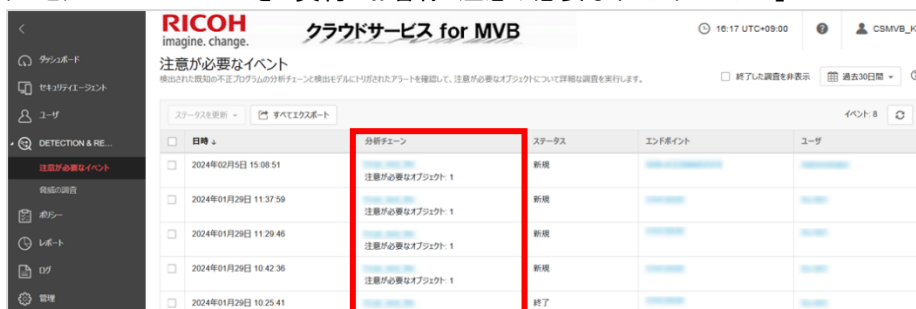 RICOH
imagine. change.
クラウドサービス for MVB
16:17 UTC+09:00
CSMVB_K
ダッシュボード
セキュリティエージェント
ユーザ
DETECTION & RE...
注意が必要なイベント
脅威の調査
ポリシー
レポート
ログ
管理
注意が必要なイベント
検出された既知の不正プログラムの分析チェーンと検出モデルにトリガされたアラートを確認して、注意が必要なオブジェクトについて詳細な調査を実行します。
終了した調査を非表示
過去30日間
ステータスを更新
すべてエクスポート
イベント: 8
日時 ↓ 分析チェーン ステータス エンドポイント ユーザ
2024年02月5日 15:08:51 新規
注意が必要なオブジェクト: 1
2024年01月29日 11:37:59 新規
注意が必要なオブジェクト: 1
2024年01月29日 11:29:46 新規
注意が必要なオブジェクト: 1
2024年01月29日 10:42:36 新規
注意が必要なオブジェクト: 1
2024年01月29日 10:25:41 終了